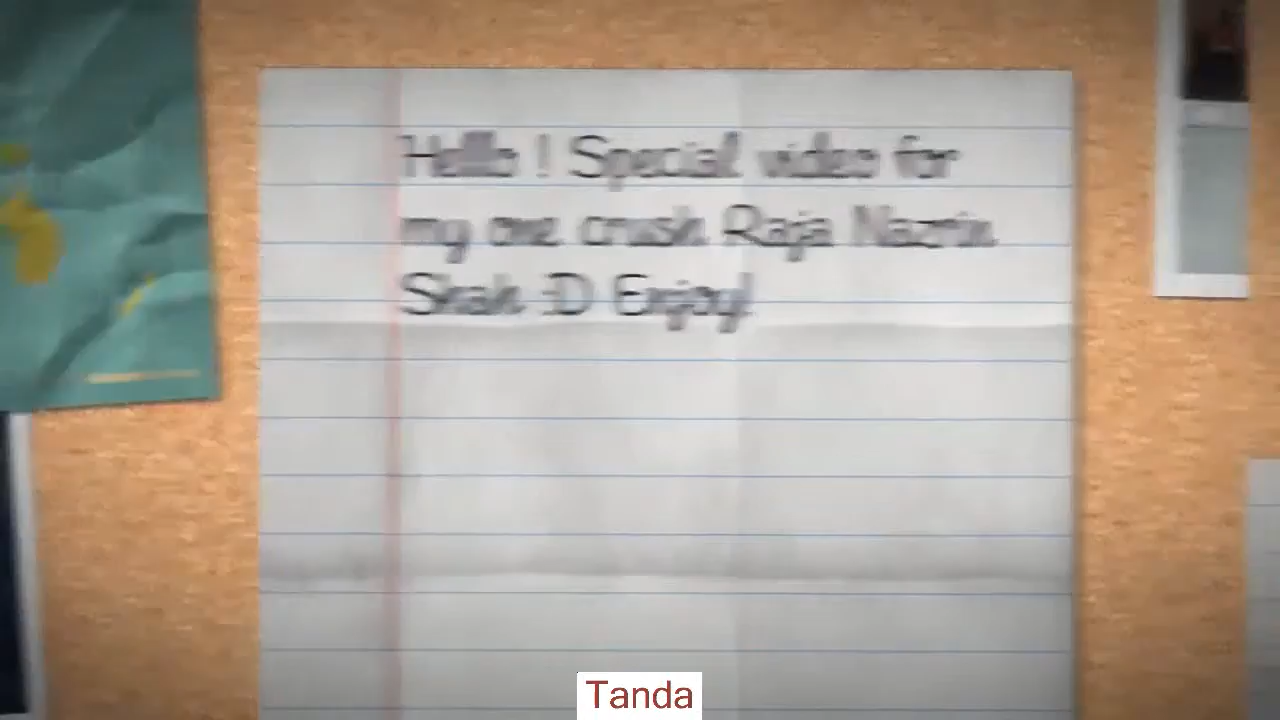 Hello ! Special video for
my one crush Raja Nazrin
Shah :D Enjoy!
Tanda